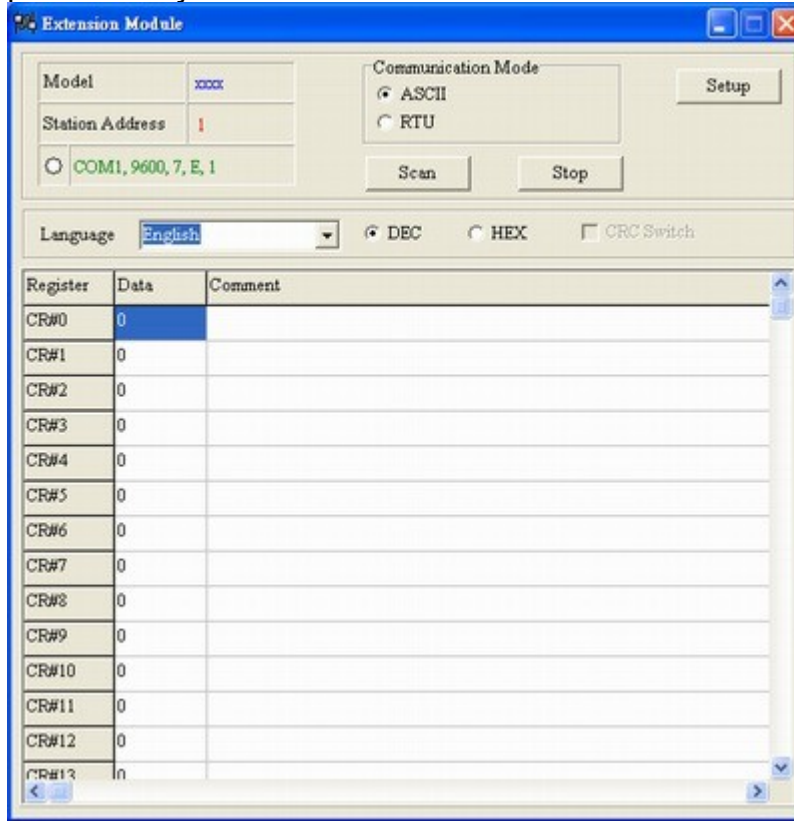 Extension Module
Model xxxx
Station Address 1
COM1, 9600, 7, E, 1
Communication Mode
ASCII
RTU
Setup
Scan Stop
Language English DEC HEX CRC Switch
Register Data Comment
CR#0 0
CR#1 0
CR#2 0
CR#3 0
CR#4 0
CR#5 0
CR#6 0
CR#7 0
CR#8 0
CR#9 0
CR#10 0
CR#11 0
CR#12 0
CR#13 0